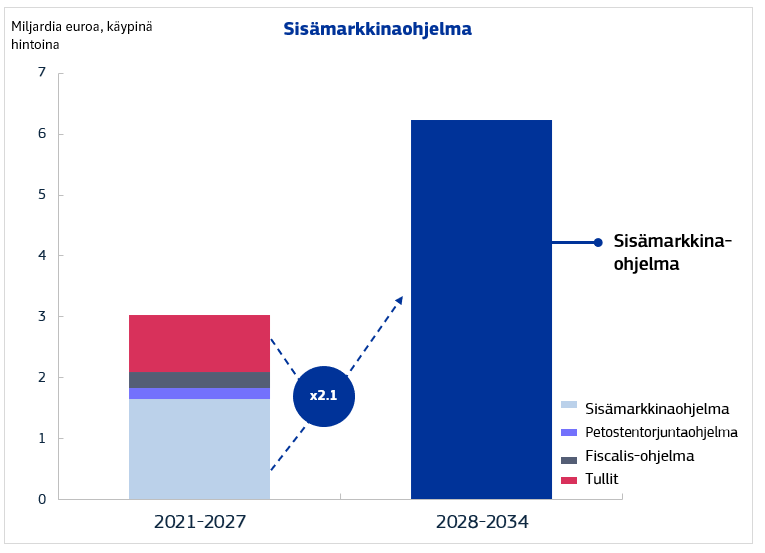 Miljardia euroa, käypinä
hintoina
Sisämarkkinaohjelma
7
6
5
4
3
2
1
0
x2.1
Sisämarkkina-
ohjelma
Sisämarkkinaohjelma
Petostentorjuntaohjelma
Fiscalis-ohjelma
Tullit
2021-2027
2028-2034